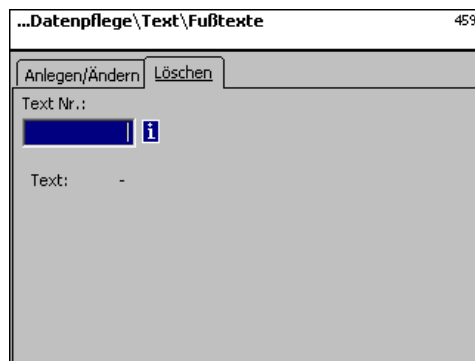 ...Datenpflege\Text\Fußtexte 459
Anlegen/Ändern Löschen
Text Nr.:
i
Text: -